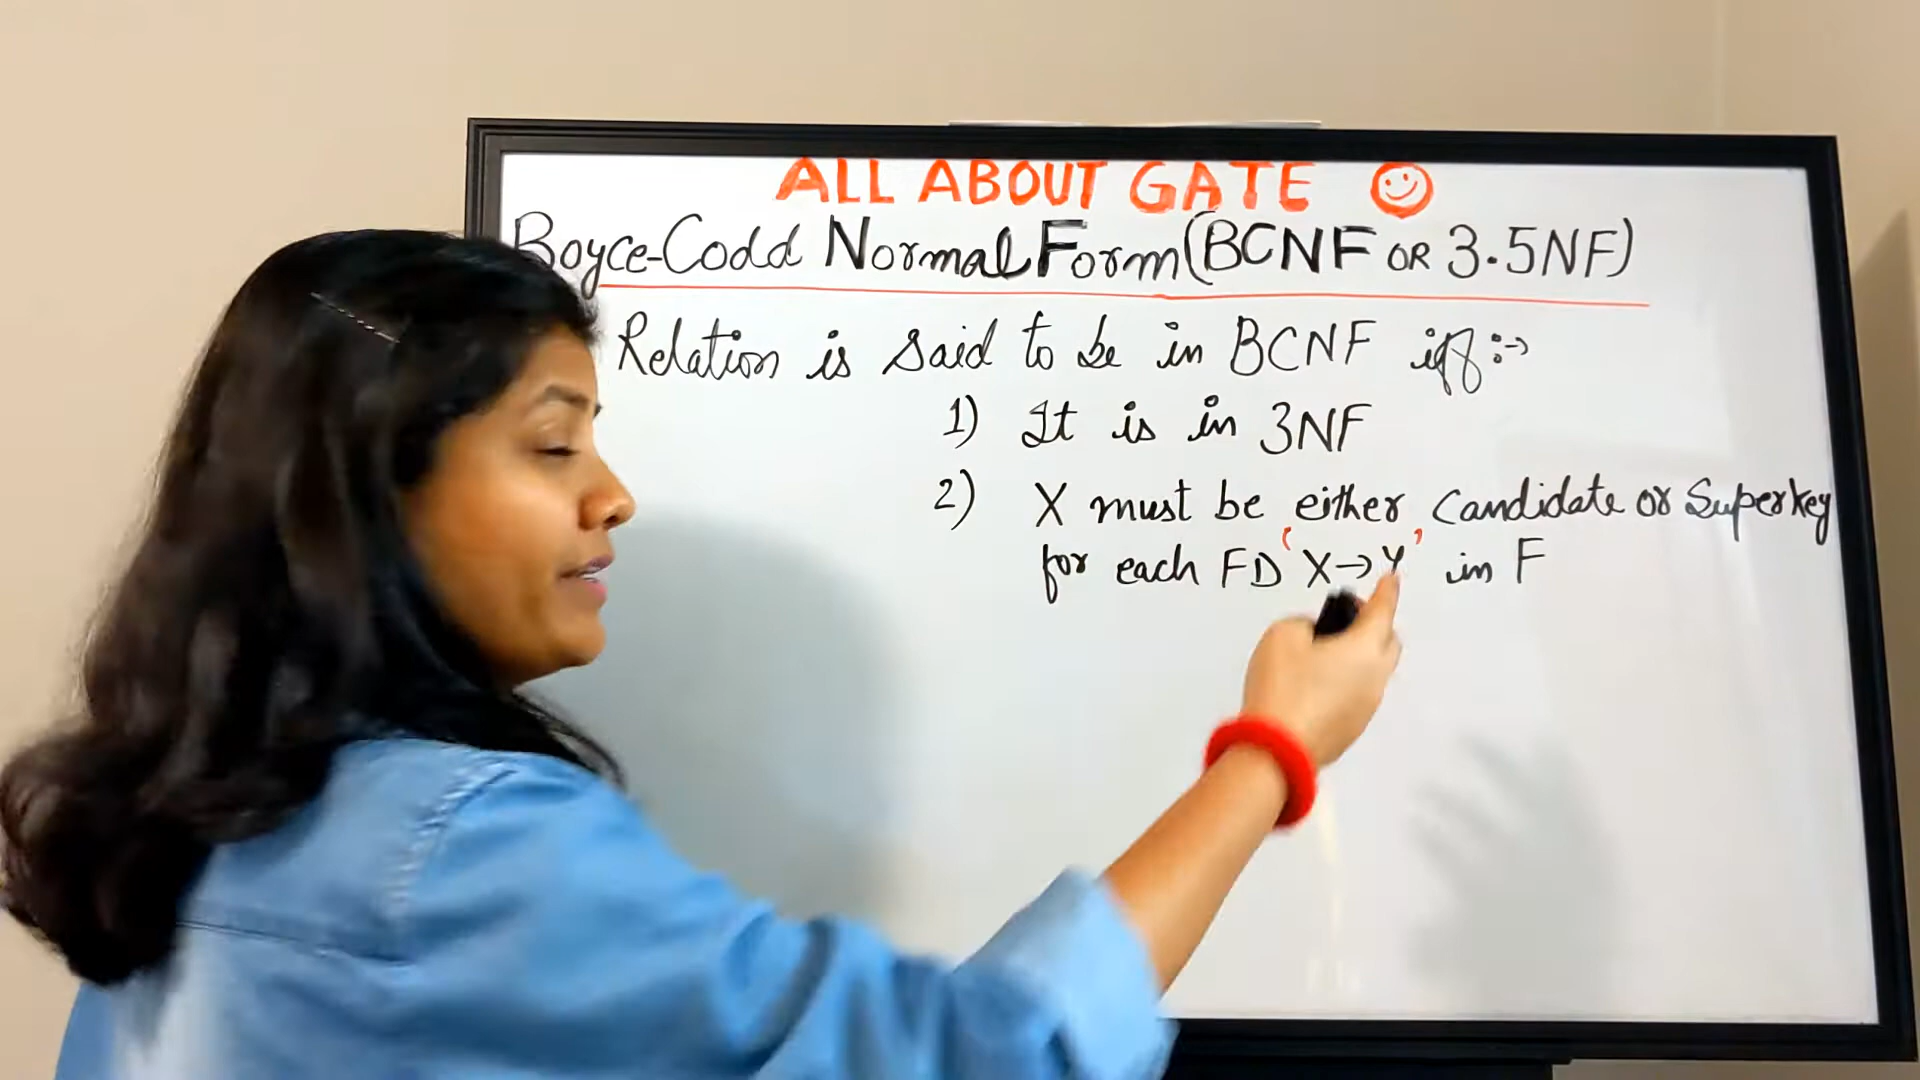 ALL ABOUT GATE
Boyce-Codd Normal Form (BCNF OR 3.5NF)
Relation is said to be in BCNF iff :→
1) It is in 3NF
2) X must be either Candidate or Superkey
for each FD 'X→Y' in F